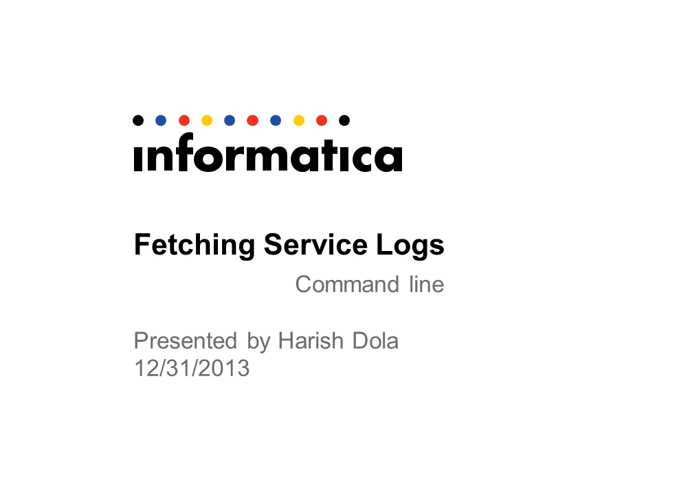 informatica
Fetching Service Logs
Command line
Presented by Harish Dola
12/31/2013